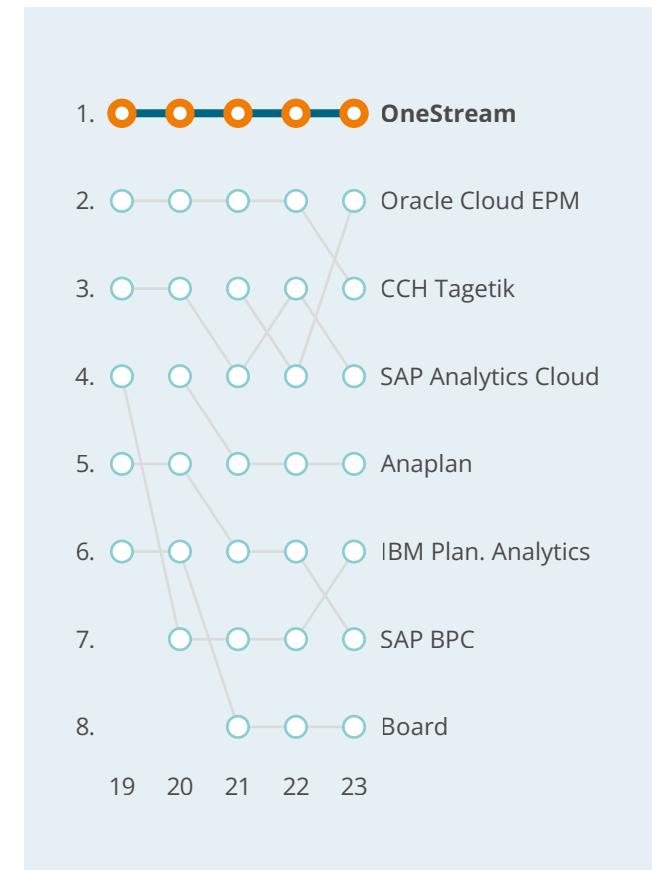 1. OneStream
2. Oracle Cloud EPM
3. CCH Tagetik
4. SAP Analytics Cloud
5. Anaplan
6. IBM Plan. Analytics
7. SAP BPC
8. Board
19 20 21 22 23